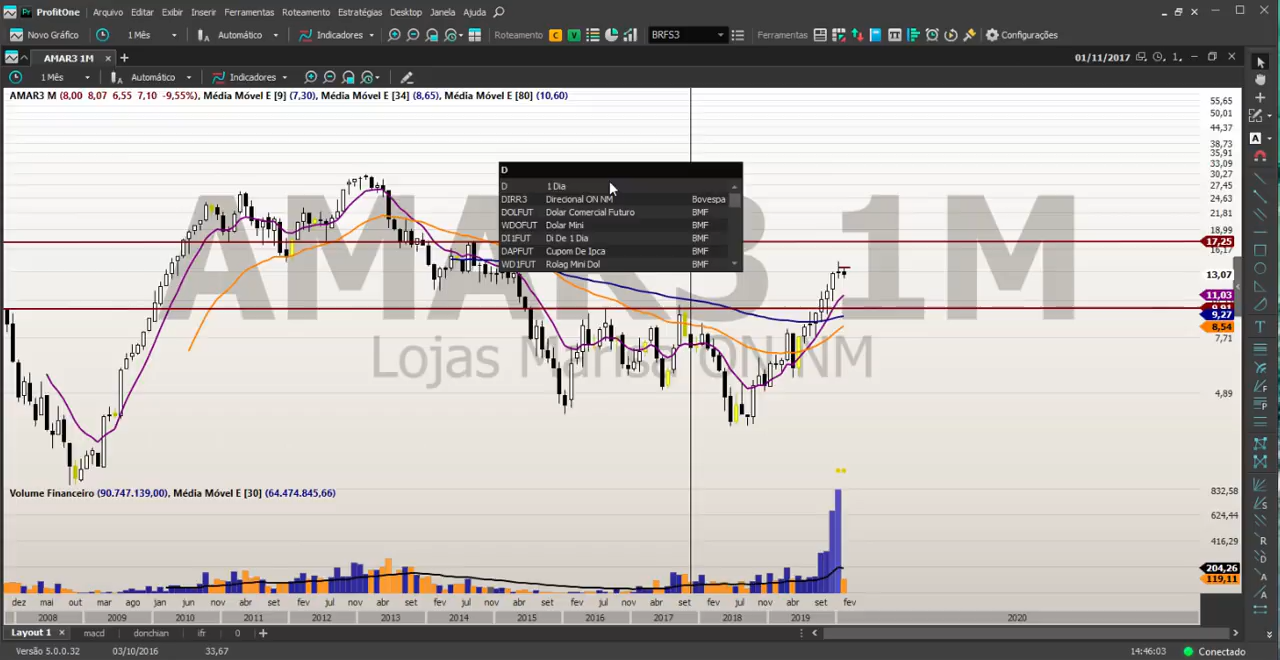 ProfitOne Arquivo Editar Exibir Inserir Ferramentas Roteamento Estratégias Desktop Janela Ajuda
Novo Gráfico 1 Mês Automático Indicadores Roteamento C V BRFS3 Ferramentas Configurações
AMAR3 1M × + 01/11/2017
1 Mês Automático Indicadores
AMAR3 M (8,00 8,07 6,55 7,10 -9,55%), Média Móvel E [9] (7,30), Média Móvel E [34] (8,65), Média Móvel E [80] (10,60)
AMAR3 1M
Lojas Marisa ON NM
D
D 1 Dia
DIRR3 Direcional ON NM Bovespa
DOLFUT Dolar Comercial Futuro BMF
WDOFUT Dolar Mini BMF
DI1FUT Di De 1 Dia BMF
DAPFUT Cupom De Ipca BMF
WD1FUT Rolag Mini Dol BMF
55,65
50,01
44,37
38,73
35,91
33,09
30,27
27,45
24,63
21,81
18,99
17,25
16,17
13,07
11,03
9,91
9,27
8,54
7,71
4,89
Volume Financeiro (90.747.139,00), Média Móvel E [30] (64.474.845,66)
832,58
624,44
416,29
204,26
119,11
dez mai out mar ago Jan jun nov abr set fev jul nov abr set fev jul nov abr set fev jul nov abr set fev jul nov abr set fev
2008 2009 2010 2011 2012 2013 2014 2015 2016 2017 2018 2019 2020
Layout 1 × macd donchian ifr 0 +
Versão 5.0.0.32 03/10/2016 33,67 14:46:03 Conectado